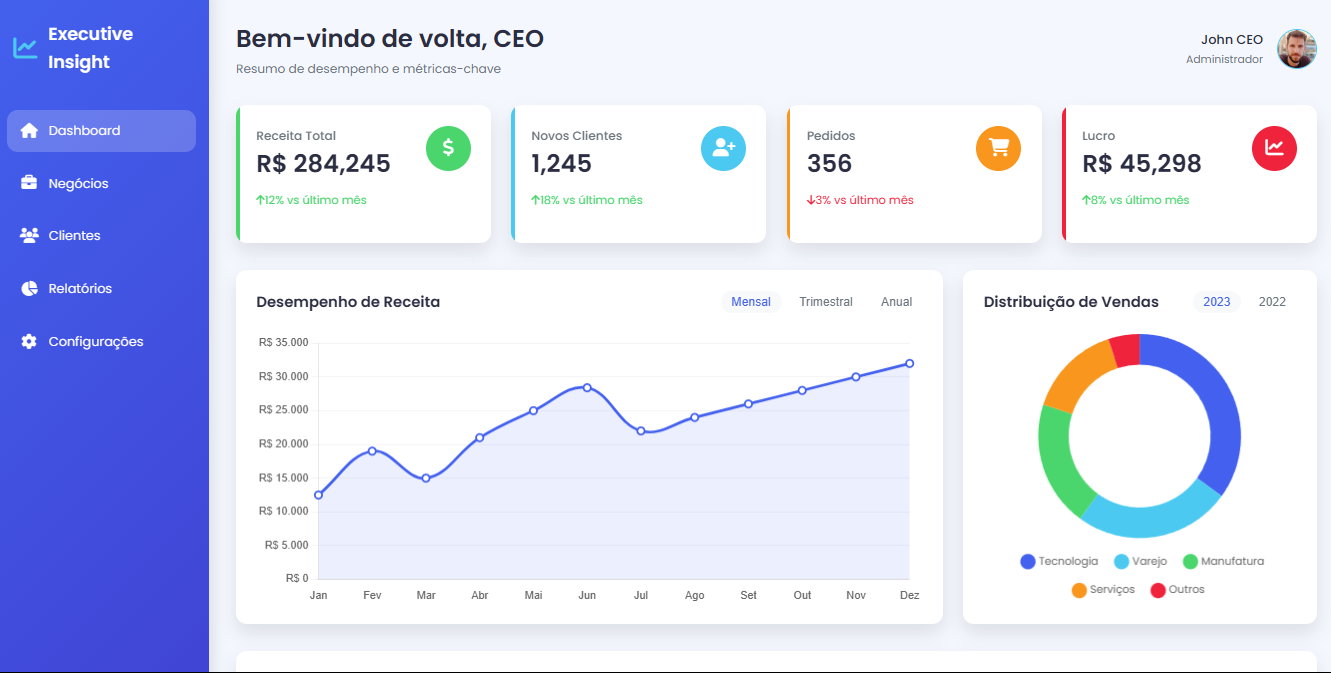 Executive
Insight
Dashboard
Negócios
Clientes
Relatórios
Configurações
Bem-vindo de volta, CEO
Resumo de desempenho e métricas-chave
John CEO
Administrador
Receita Total
R$ 284,245
↑12% vs último mês
Novos Clientes
1,245
↑18% vs último mês
Pedidos
356
↓3% vs último mês
Lucro
R$ 45,298
↑8% vs último mês
Desempenho de Receita
Mensal Trimestral Anual
R$ 35.000
R$ 30.000
R$ 25.000
R$ 20.000
R$ 15.000
R$ 10.000
R$ 5.000
R$ 0
Jan Fev Mar Abr Mai Jun Jul Ago Set Out Nov Dez
Distribuição de Vendas
2023 2022
Tecnologia Varejo Manufatura
Serviços Outros